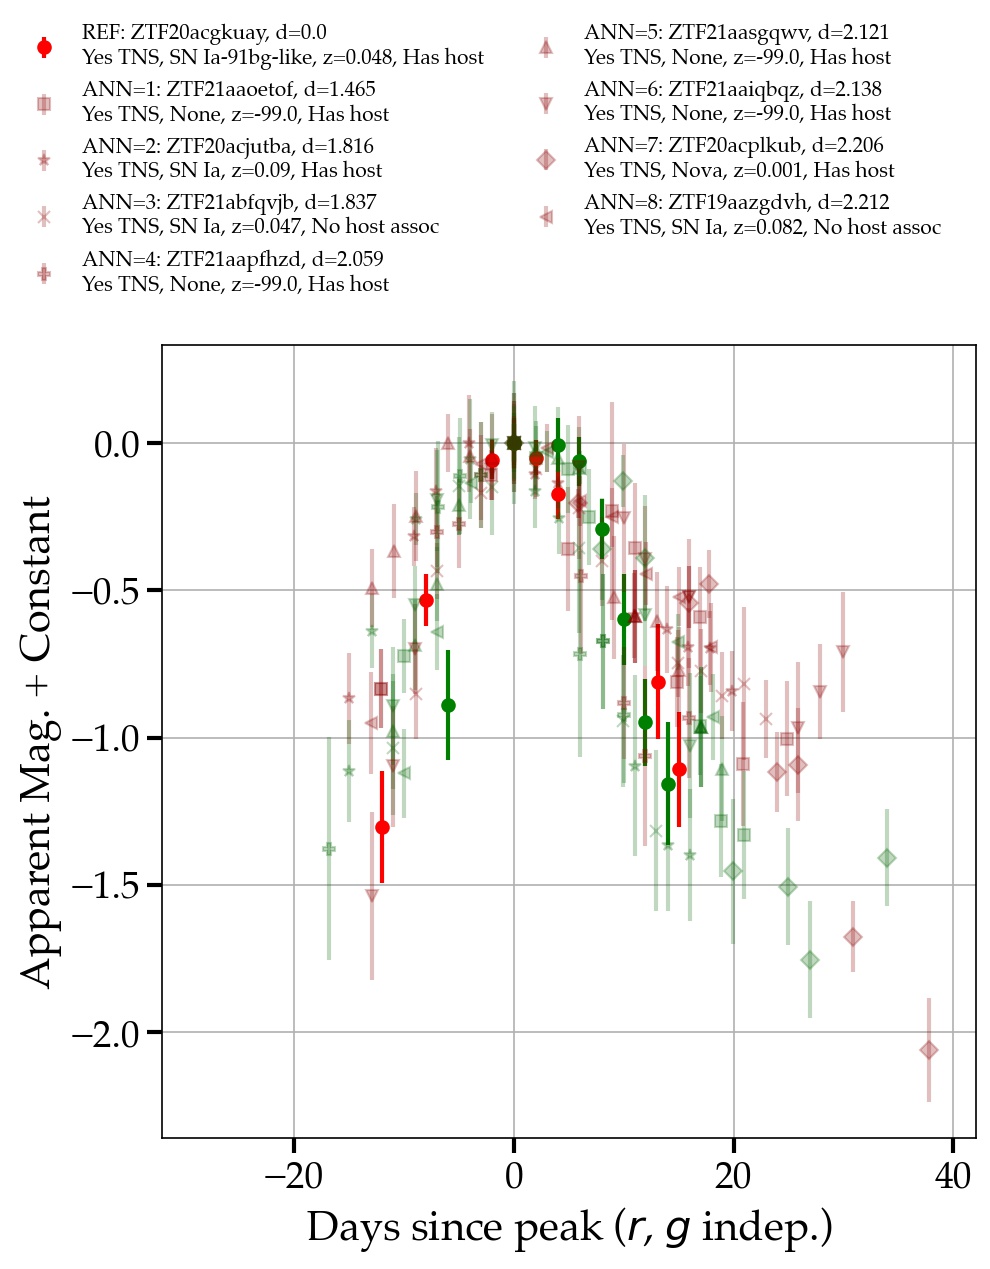 REF: ZTF20acgkuay, d=0.0
Yes TNS, SN Ia-91bg-like, z=0.048, Has host
ANN=1: ZTF21aaoetof, d=1.465
Yes TNS, None, z=-99.0, Has host
ANN=2: ZTF20acjutba, d=1.816
Yes TNS, SN Ia, z=0.09, Has host
ANN=3: ZTF21abfqvjb, d=1.837
Yes TNS, SN Ia, z=0.047, No host assoc
ANN=4: ZTF21aapfhzd, d=2.059
Yes TNS, None, z=-99.0, Has host
ANN=5: ZTF21aasgqwv, d=2.121
Yes TNS, None, z=-99.0, Has host
ANN=6: ZTF21aaiqbqz, d=2.138
Yes TNS, None, z=-99.0, Has host
ANN=7: ZTF20acplkub, d=2.206
Yes TNS, Nova, z=0.001, Has host
ANN=8: ZTF19aazgdvh, d=2.212
Yes TNS, SN Ia, z=0.082, No host assoc
Apparent Mag. + Constant
0.0
−0.5
−1.0
−1.5
−2.0
−20 0 20 40
Days since peak (r, g indep.)